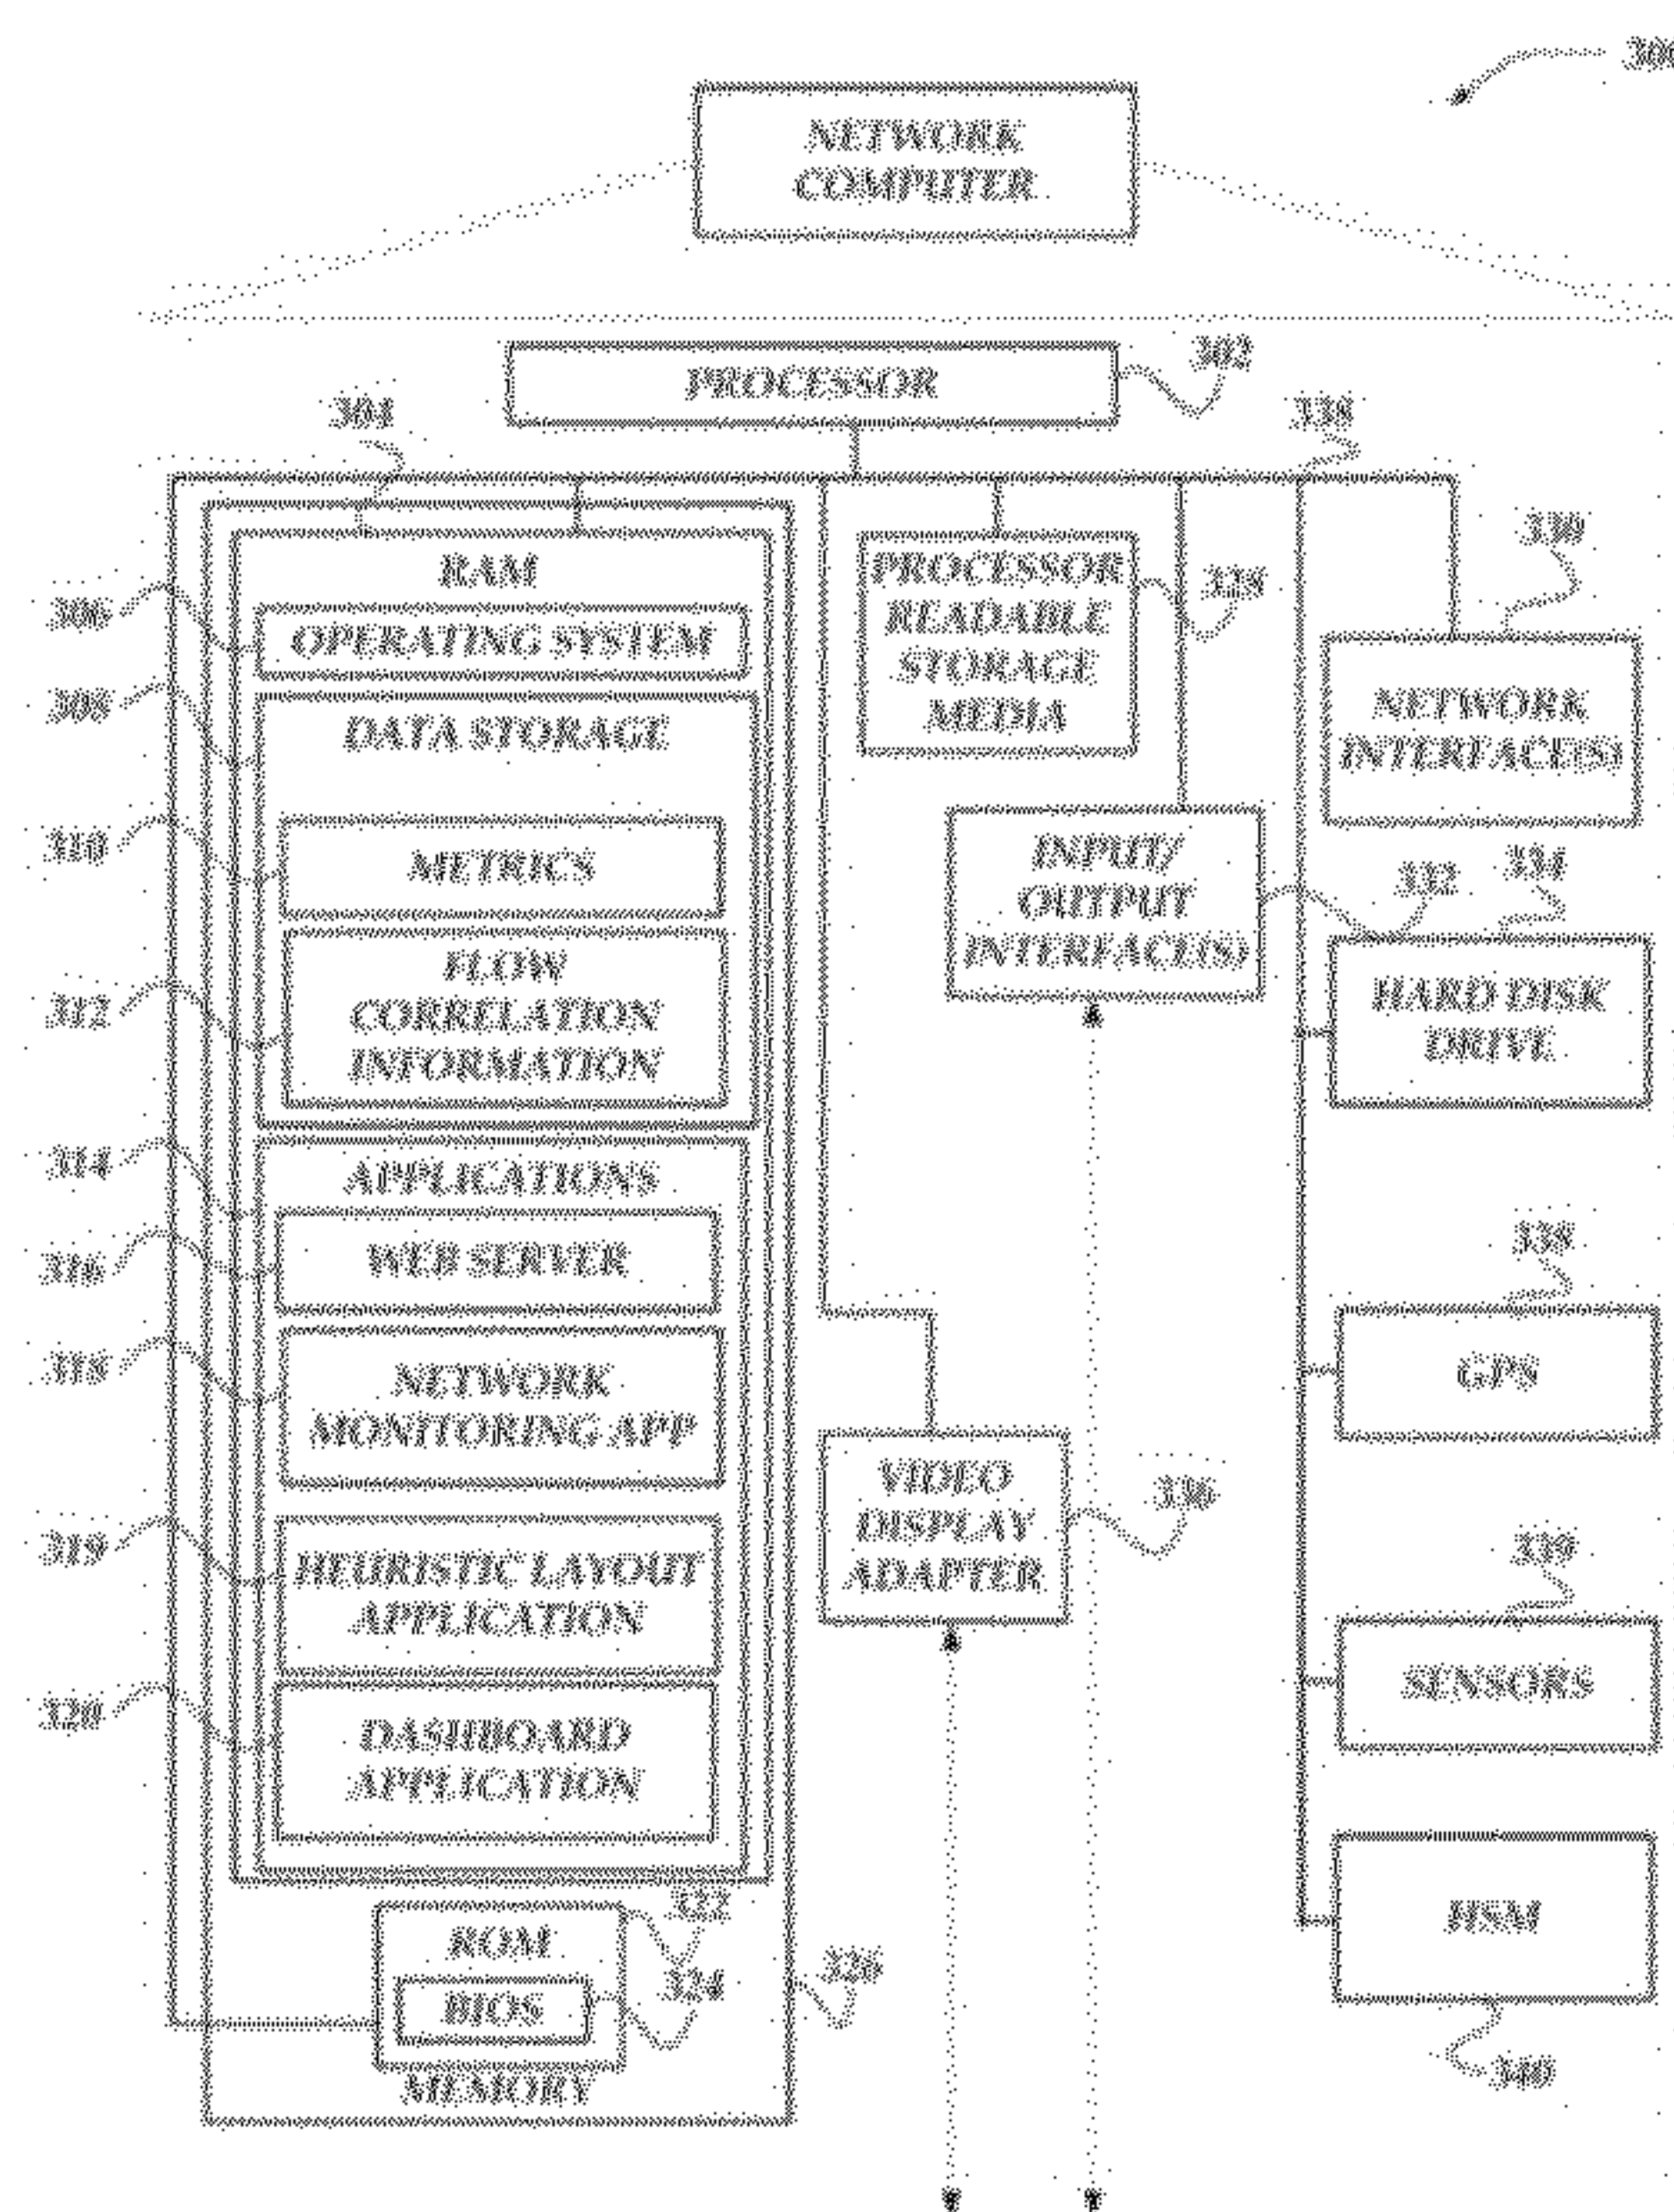 300
NETWORK
COMPUTER
PROCESSOR
302
304
338
RAM
306
OPERATING SYSTEM
308
DATA STORAGE
310
METRICS
312
FLOW
CORRELATION
INFORMATION
314
APPLICATIONS
316
WEB SERVER
318
NETWORK
MONITORING APP
319
HEURISTIC LAYOUT
APPLICATION
320
DASHBOARD
APPLICATION
322
ROM
324
BIOS
326
MEMORY
PROCESSOR
READABLE
STORAGE
MEDIA
INPUT/
OUTPUT
INTERFACE(S)
332
VIDEO
DISPLAY
ADAPTER
336
330
NETWORK
INTERFACE(S)
334
HARD DISK
DRIVE
338
GPS
339
SENSORS
HSM
340